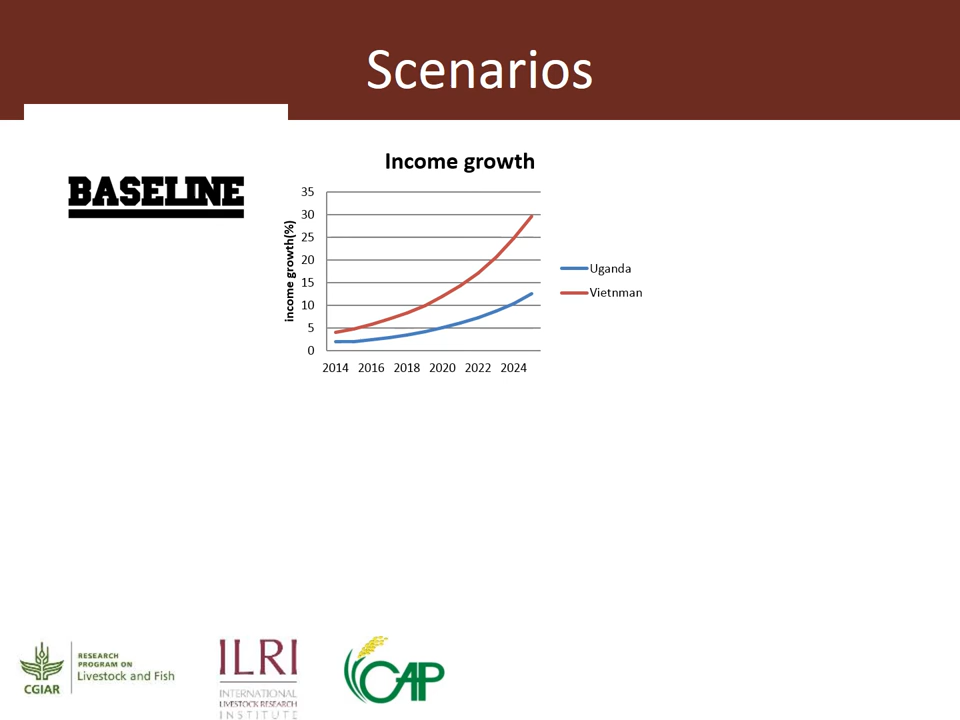 Scenarios
BASELINE
Income growth
35
30
25
20
15
10
5
0
income growth(%)
2014 2016 2018 2020 2022 2024
Uganda
Vietnman
RESEARCH
PROGRAM ON
Livestock and Fish
CGIAR
ILRI
INTERNATIONAL
LIVESTOCK RESEARCH
INSTITUTE
CAP